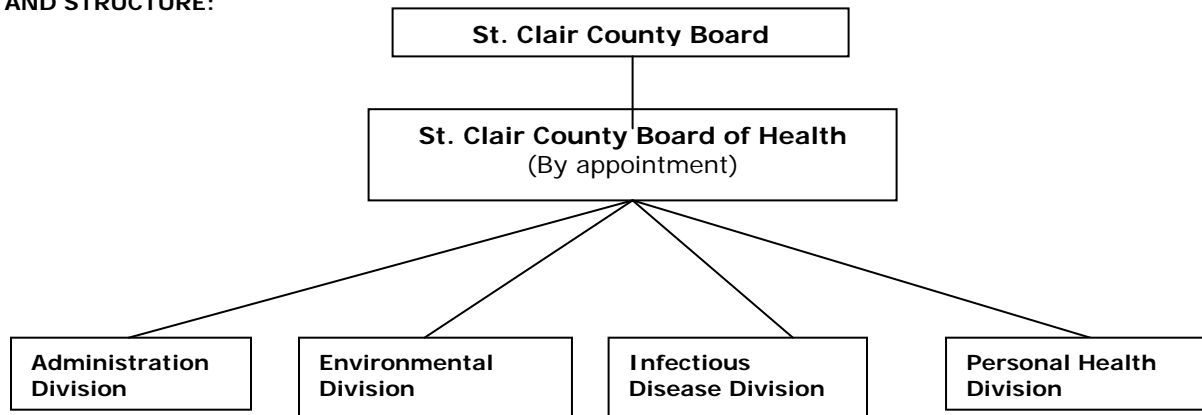 AND STRUCTURE:
St. Clair County Board
St. Clair County Board of Health
(By appointment)
Administration
Division
Environmental
Division
Infectious
Disease Division
Personal Health
Division